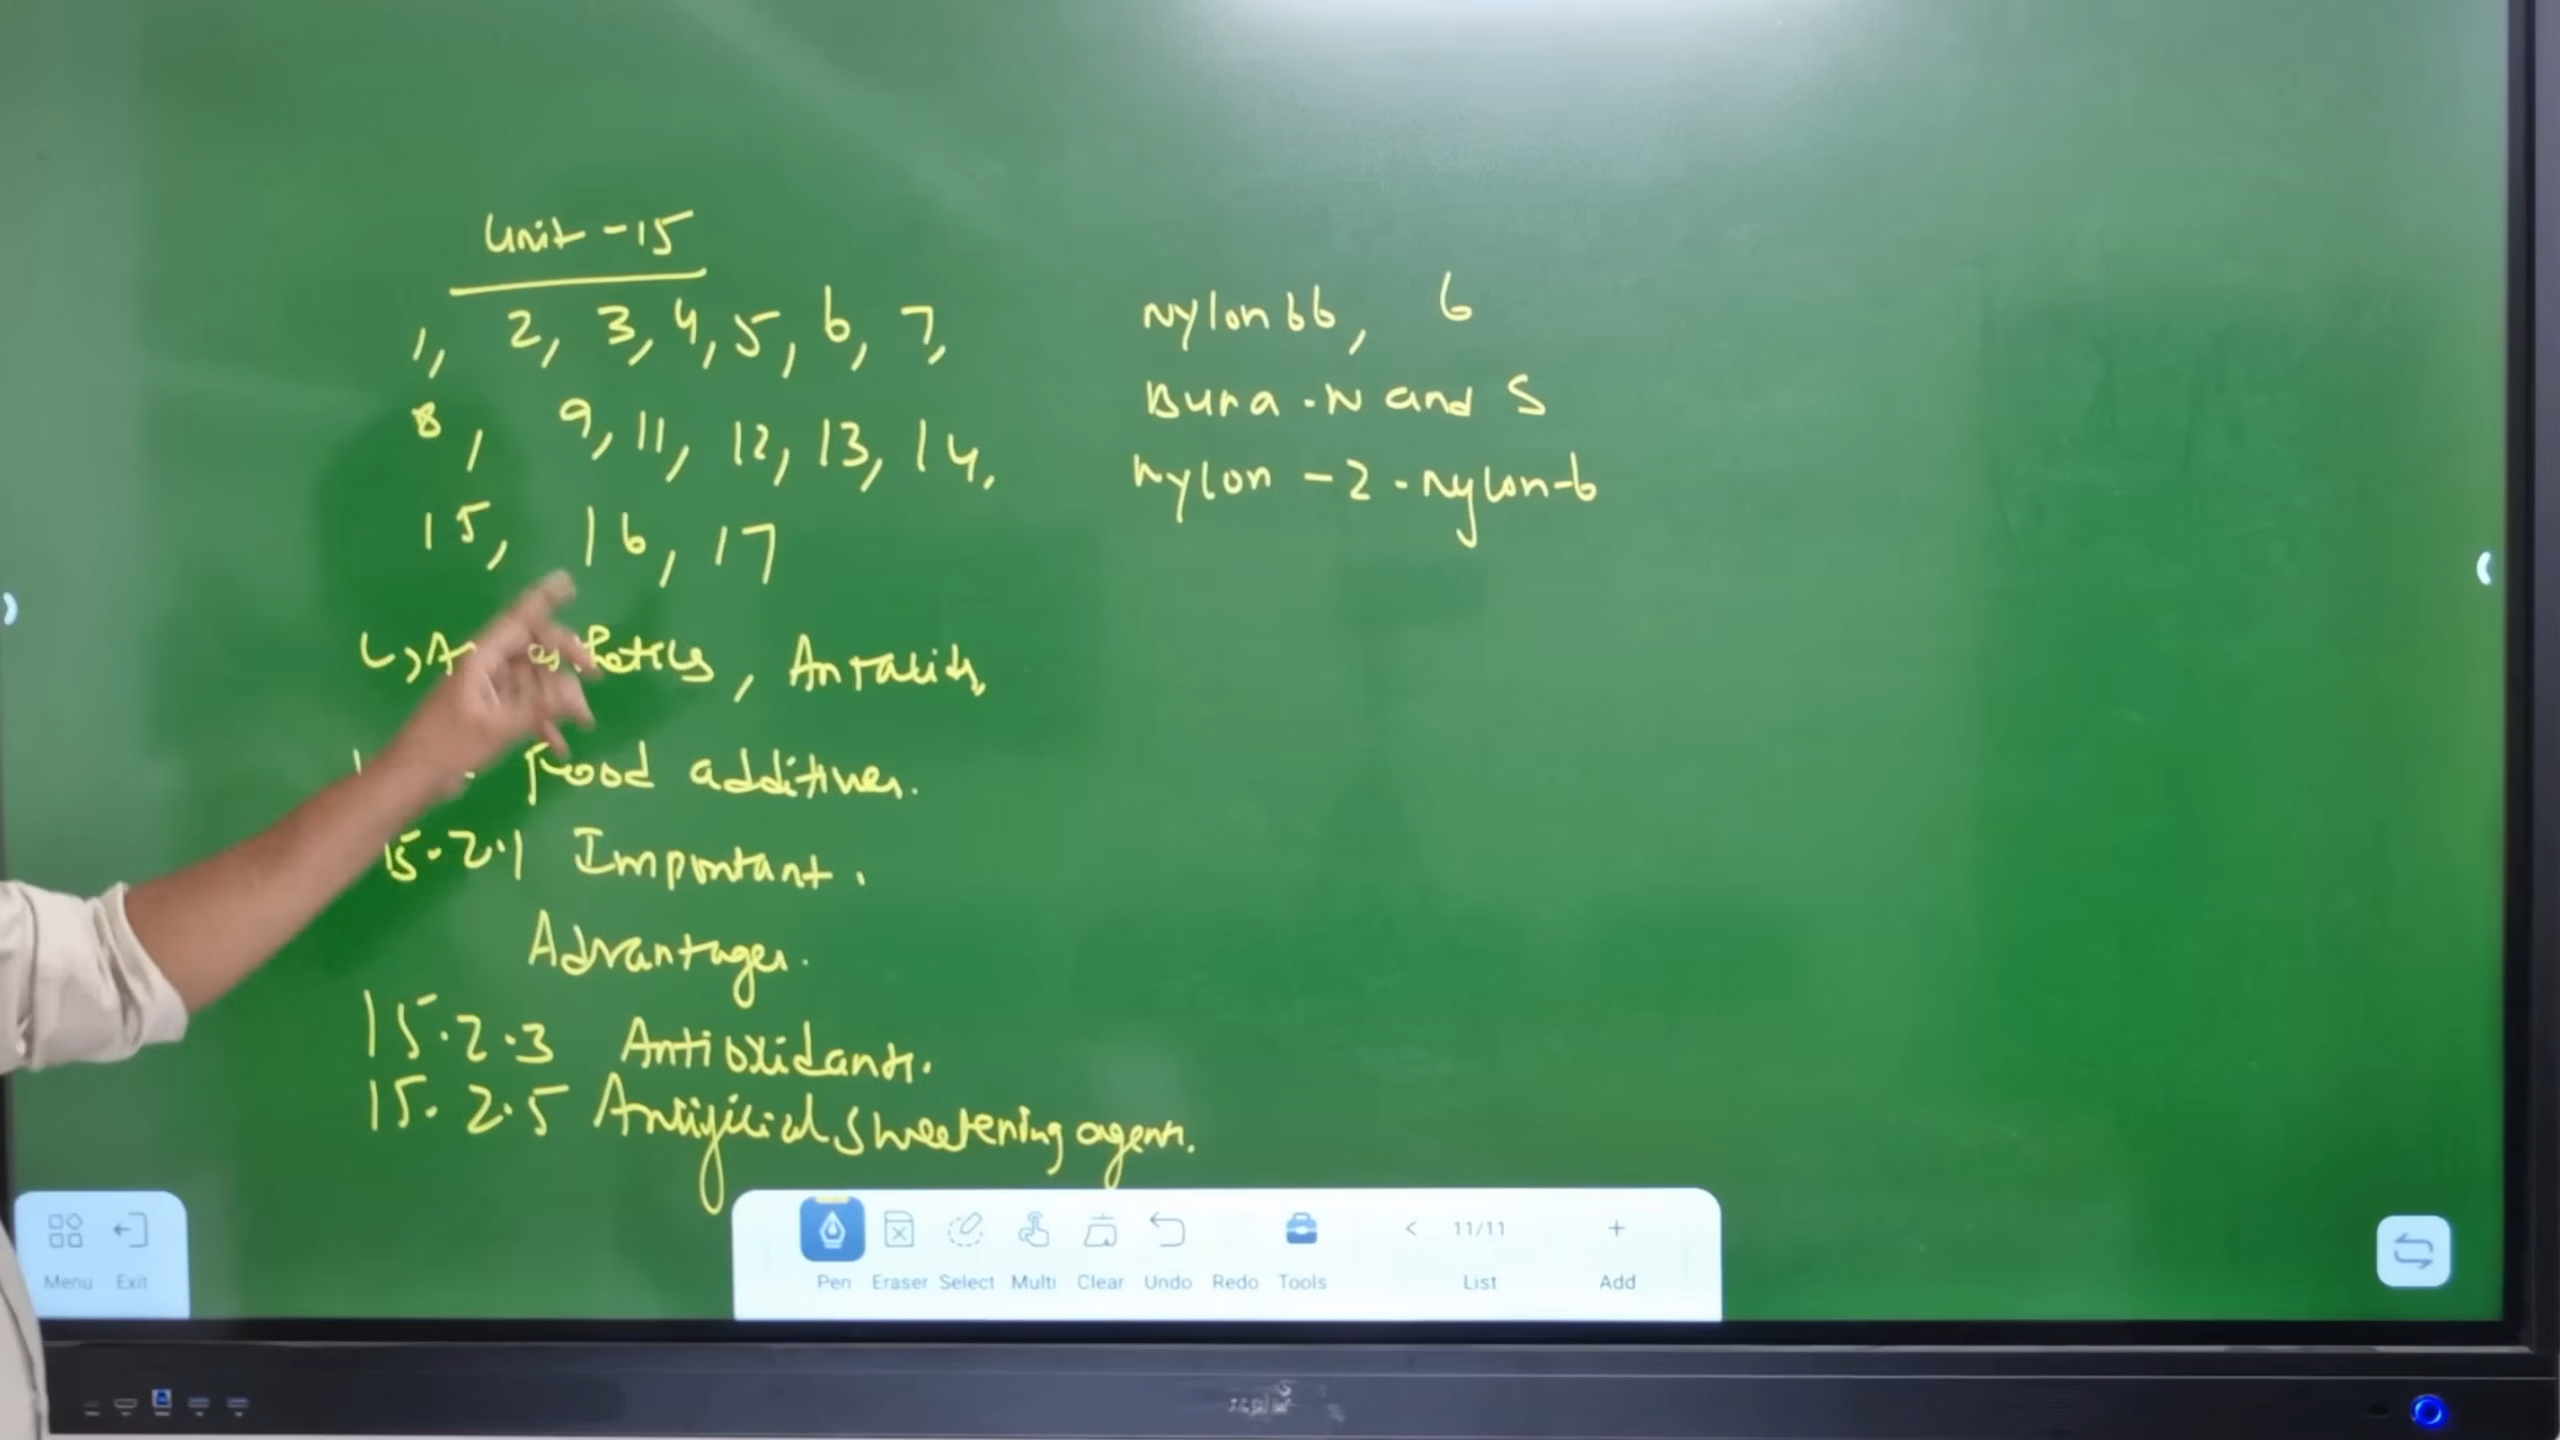 Unit - 15
1, 2, 3, 4, 5, 6, 7,
8, 9, 11, 12, 13, 14,
15, 16, 17
Antacids,
Food additives.
15.2.1 Important.
Advantages.
15.2.3 Antioxidants.
15.2.5 Artificial Sweetening agents.
Nylon 66, 6
Buna - N and S
Nylon - 2 - Nylon - 6
Menu Exit
Pen Eraser Select Multi Clear Undo Redo Tools < 11/11 List + Add